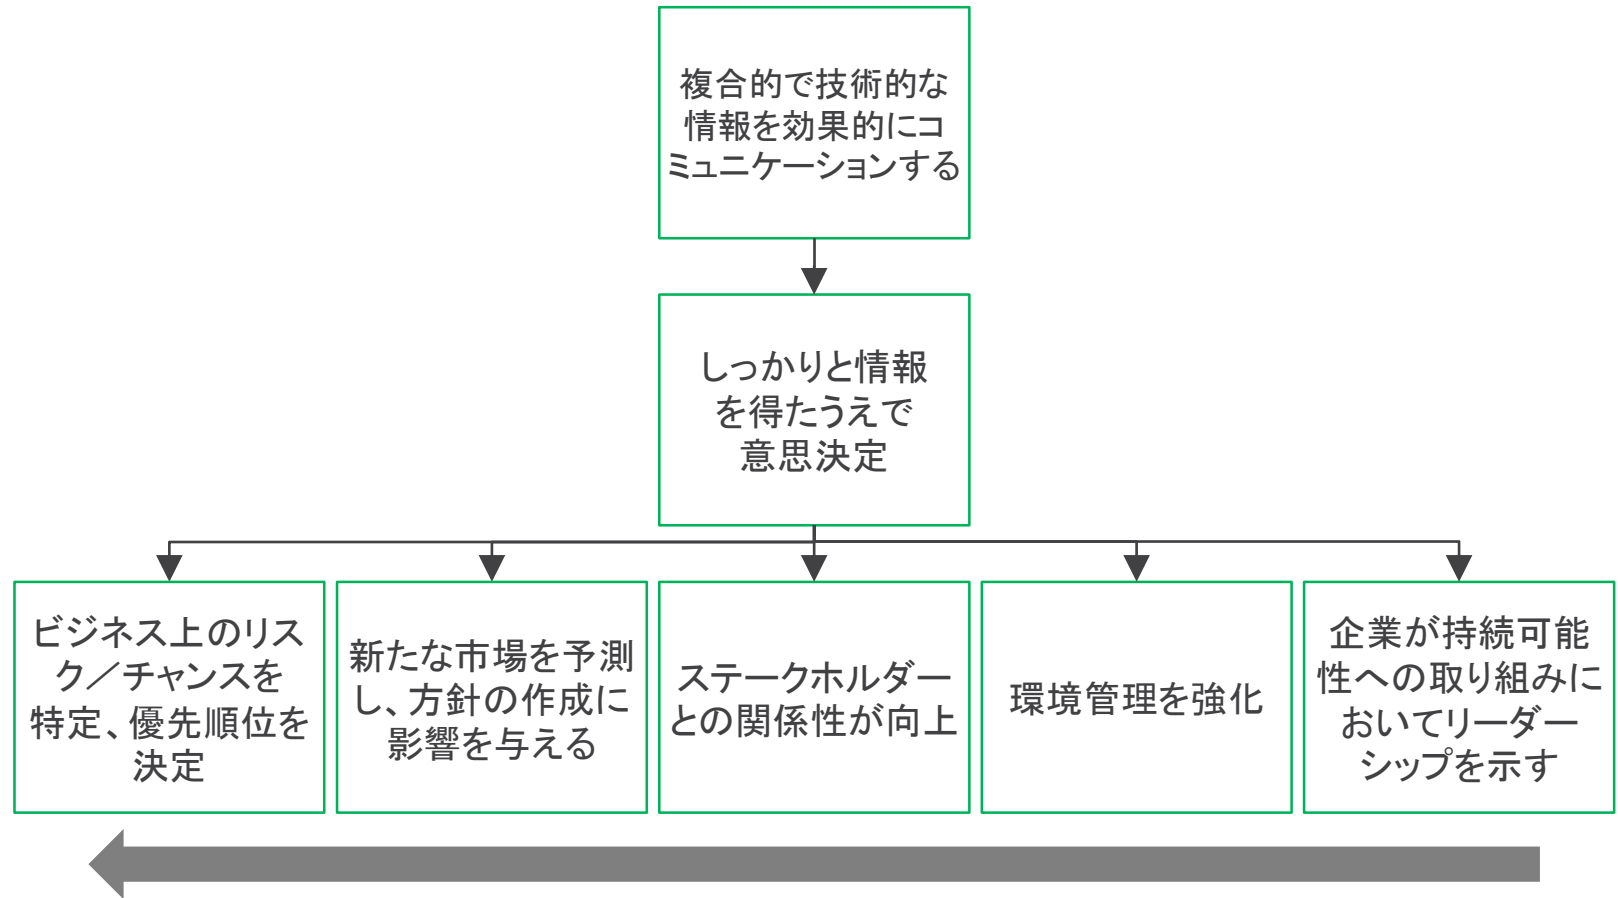 複合的で技術的な
情報を効果的にコ
ミュニケーションする
しっかりと情報
を得たうえで
意思決定
ビジネス上のリス
ク／チャンスを
特定、優先順位を
決定
新たな市場を予測
し、方針の作成に
影響を与える
ステークホルダー
との関係性が向上
環境管理を強化
企業が持続可能
性への取り組みに
おいてリーダー
シップを示す